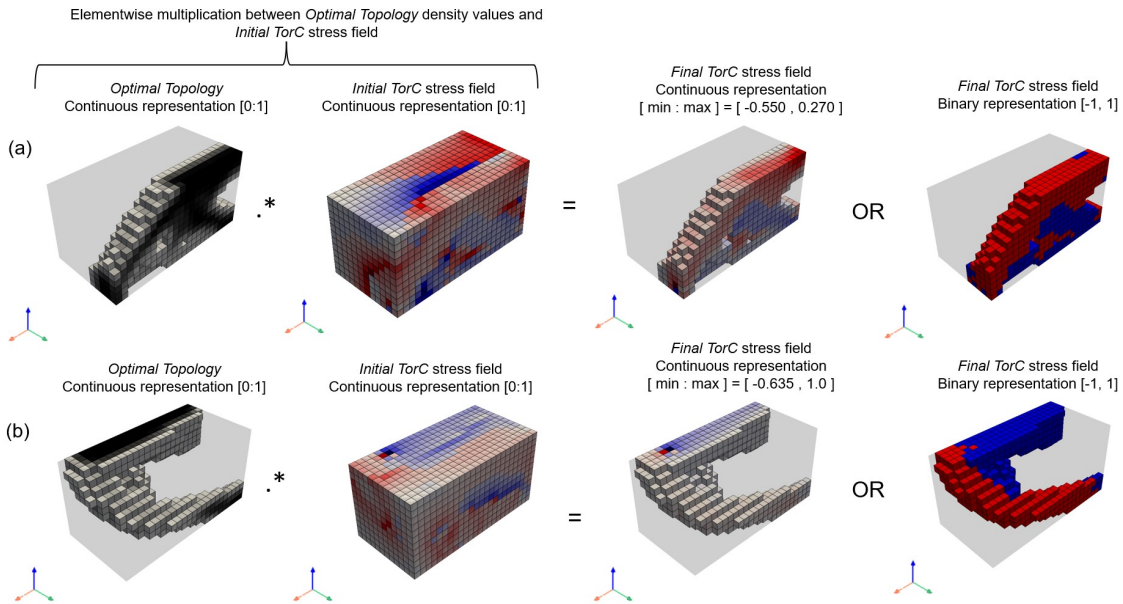 Elementwise multiplication between Optimal Topology density values and
Initial TorC stress field
Optimal Topology
Continuous representation [0:1]
Initial TorC stress field
Continuous representation [0:1]
Final TorC stress field
Continuous representation
[ min : max ] = [ -0.550 , 0.270 ]
Final TorC stress field
Binary representation [-1, 1]
(a)
.*
=
OR
Optimal Topology
Continuous representation [0:1]
Initial TorC stress field
Continuous representation [0:1]
Final TorC stress field
Continuous representation
[ min : max ] = [ -0.635 , 1.0 ]
Final TorC stress field
Binary representation [-1, 1]
(b)
.*
=
OR